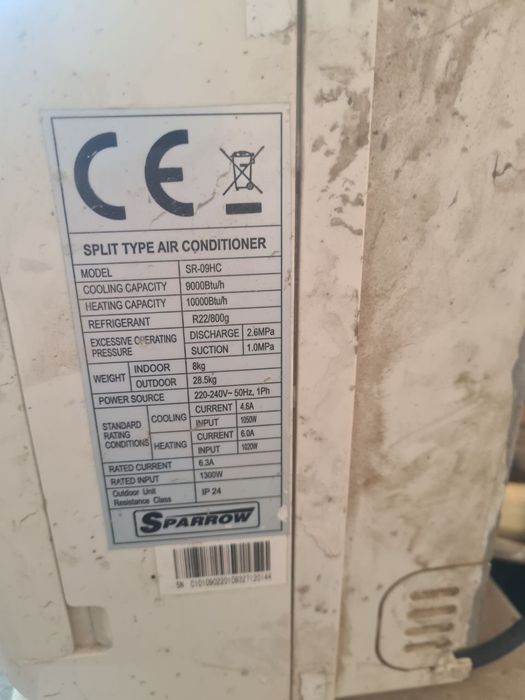 CE
SPLIT TYPE AIR CONDITIONER
MODEL SR-09HC
COOLING CAPACITY 9000Btu/h
HEATING CAPACITY 10000Btu/h
REFRIGERANT R22/800g
EXCESSIVE OPERATING PRESSURE DISCHARGE 2.6MPa
SUCTION 1.0MPa
WEIGHT INDOOR 8kg
OUTDOOR 28.5kg
POWER SOURCE 220-240V~ 50Hz, 1Ph
STANDARD RATING CONDITIONS COOLING CURRENT 4.6A
INPUT 1050W
HEATING CURRENT 6.0A
INPUT 1020W
RATED CURRENT 6.3A
RATED INPUT 1300W
Outdoor Unit Resistance Class IP 24
SPARROW
SN